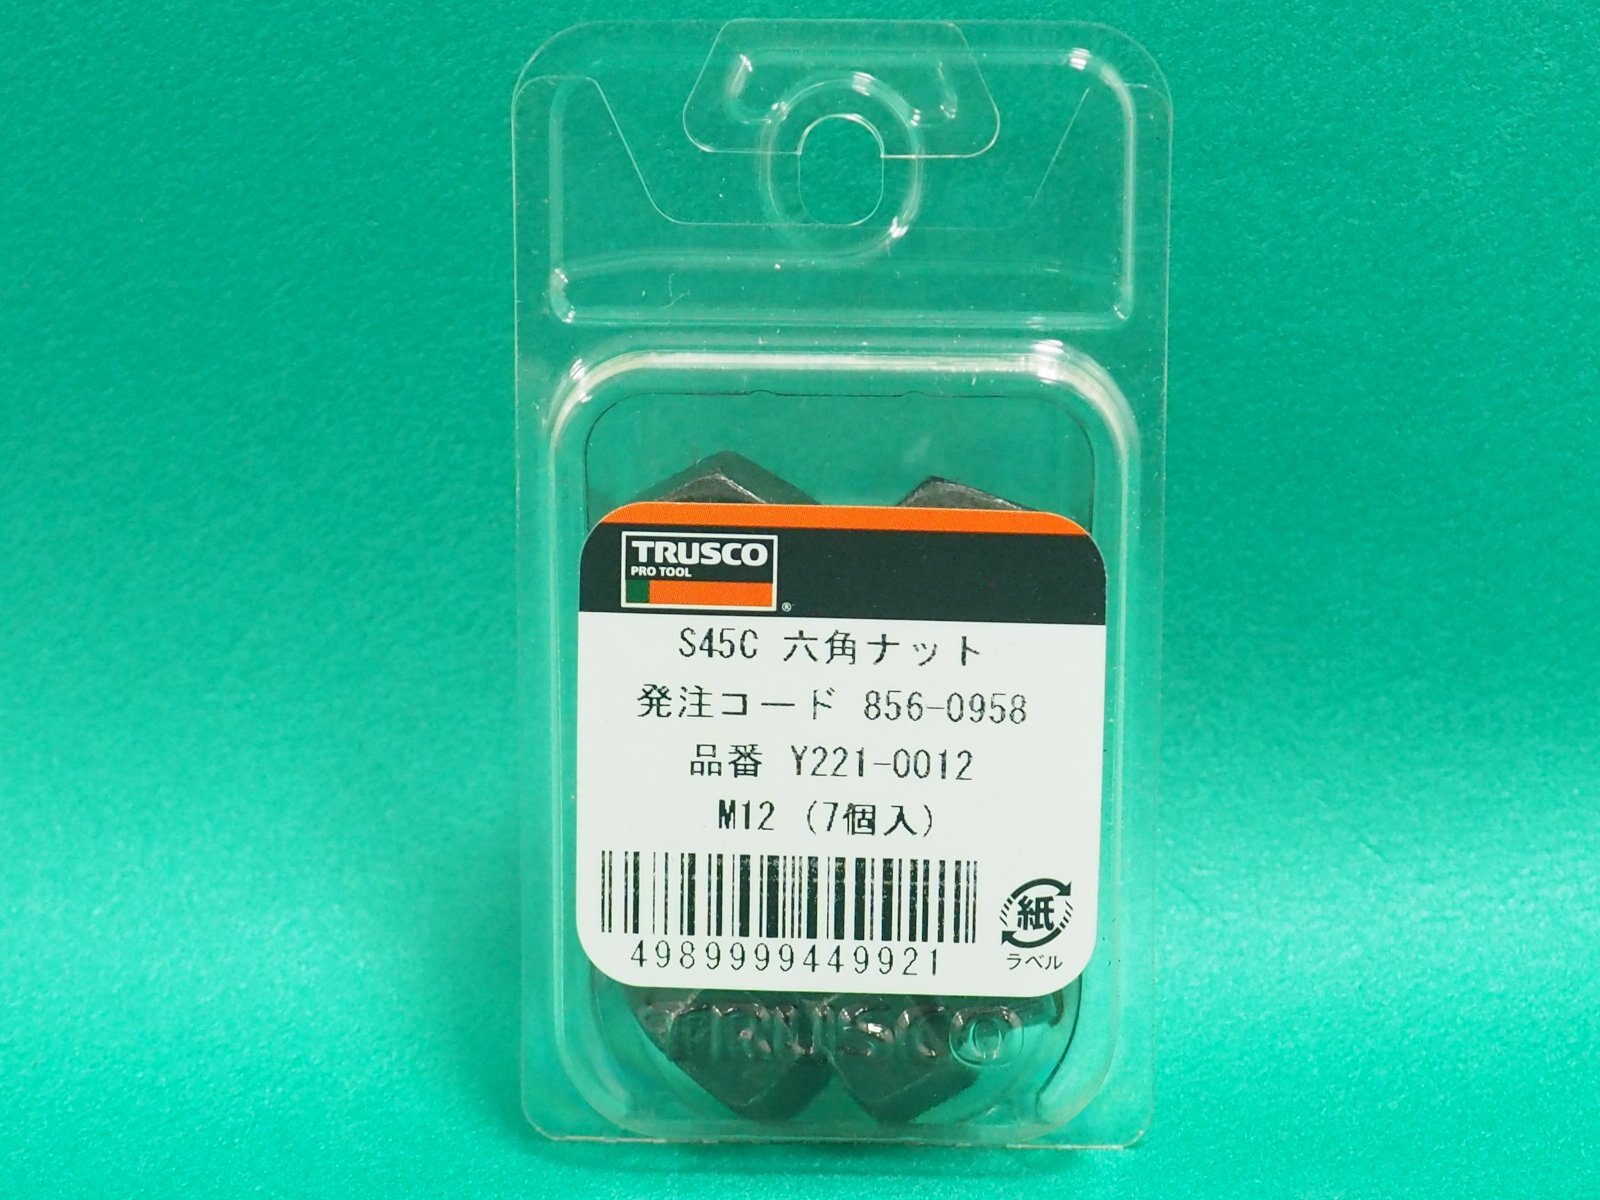 TRUSCO
PRO TOOL
®
S45C 六角ナット
発注コード 856-0958
品番 Y221-0012
M12 (7個入)
4989999449921
紙
ラベル
TRUSCO